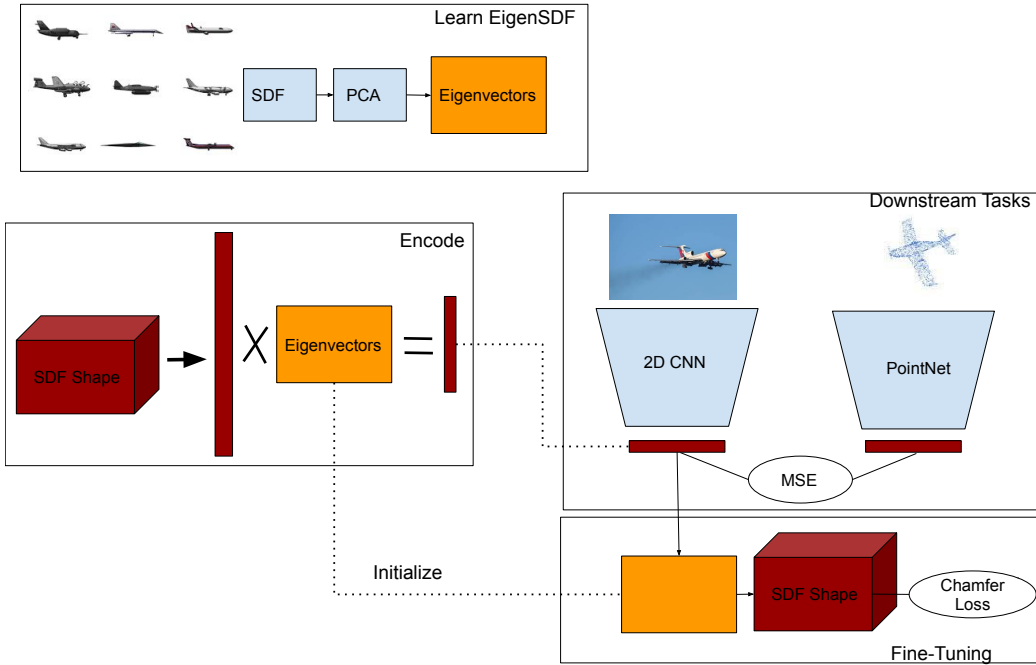 Learn EigenSDF
SDF
PCA
Eigenvectors
Encode
SDF Shape
Eigenvectors
Downstream Tasks
2D CNN
PointNet
MSE
Initialize
SDF Shape
Chamfer
Loss
Fine-Tuning